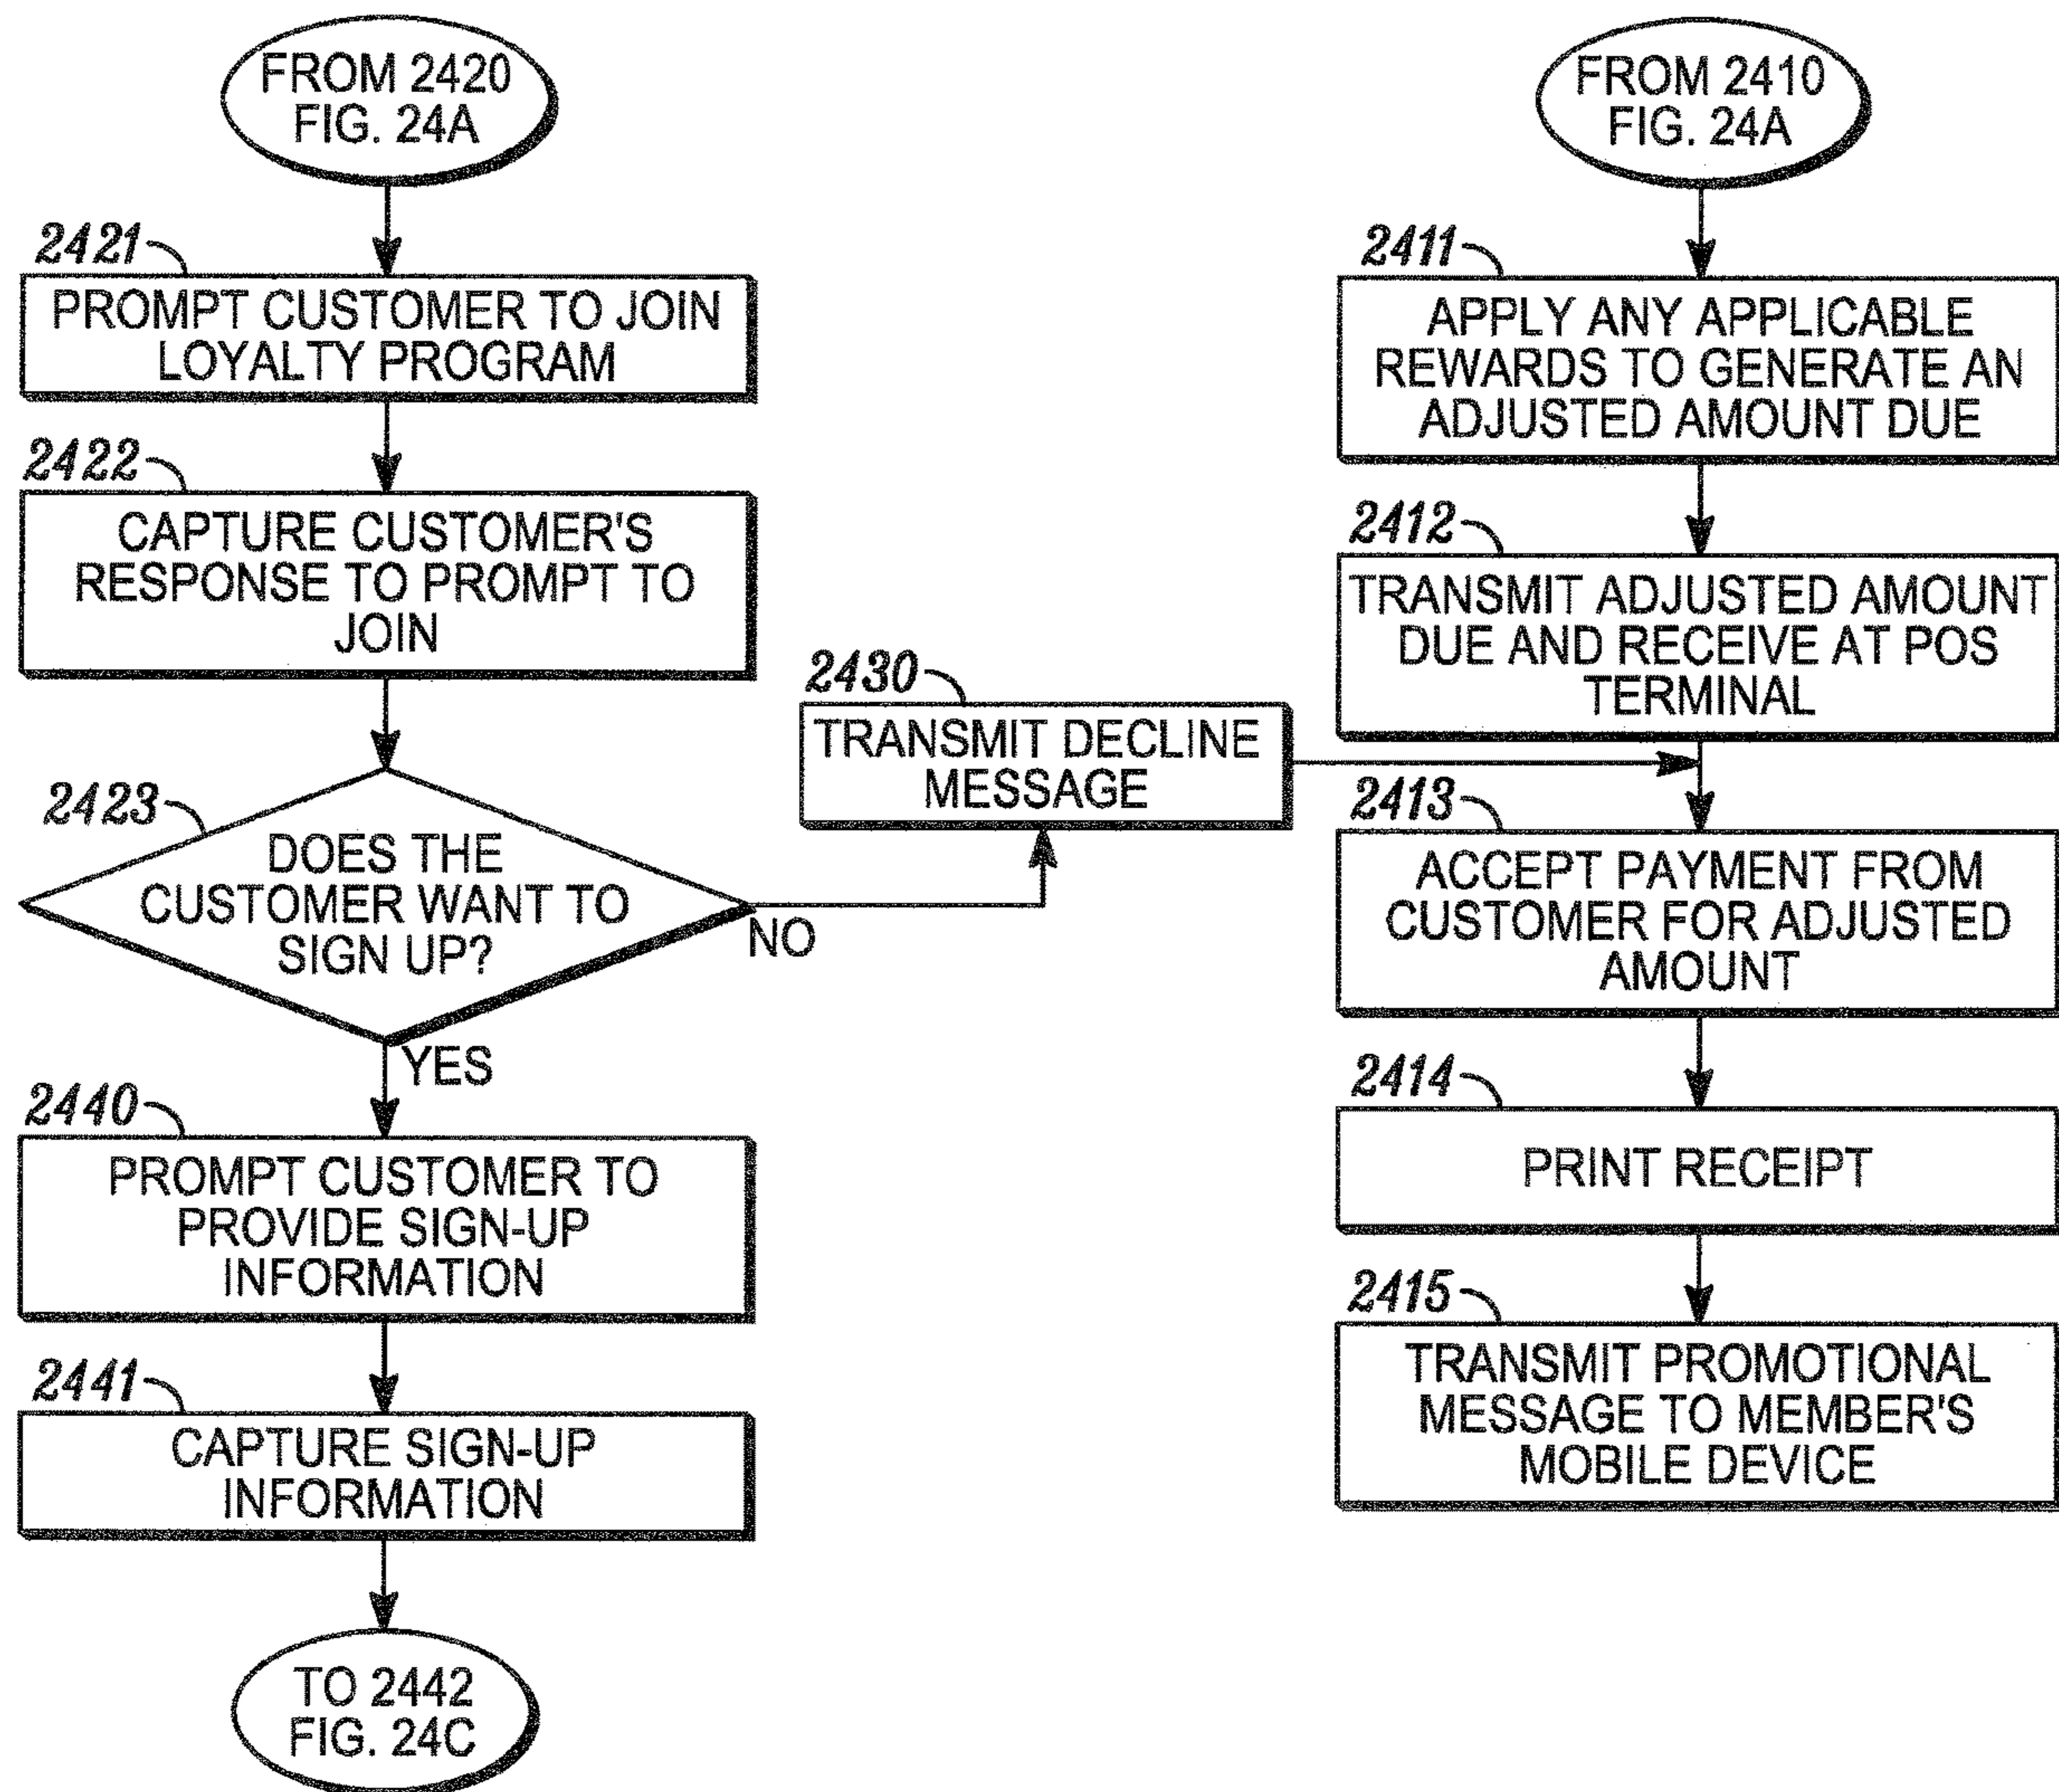 FROM 2420
FIG. 24A
2421
PROMPT CUSTOMER TO JOIN
LOYALTY PROGRAM
2422
CAPTURE CUSTOMER'S
RESPONSE TO PROMPT TO
JOIN
2423
DOES THE
CUSTOMER WANT TO
SIGN UP?
NO
YES
2430
TRANSMIT DECLINE
MESSAGE
2440
PROMPT CUSTOMER TO
PROVIDE SIGN-UP
INFORMATION
2441
CAPTURE SIGN-UP
INFORMATION
TO 2442
FIG. 24C
FROM 2410
FIG. 24A
2411
APPLY ANY APPLICABLE
REWARDS TO GENERATE AN
ADJUSTED AMOUNT DUE
2412
TRANSMIT ADJUSTED AMOUNT
DUE AND RECEIVE AT POS
TERMINAL
2413
ACCEPT PAYMENT FROM
CUSTOMER FOR ADJUSTED
AMOUNT
2414
PRINT RECEIPT
2415
TRANSMIT PROMOTIONAL
MESSAGE TO MEMBER'S
MOBILE DEVICE